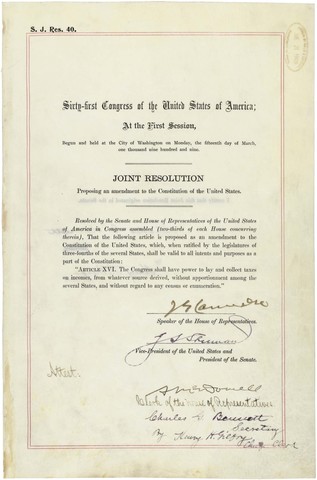 S. J. Res. 40.
Sixty-first Congress of the United States of America;
At the First Session,
Begun and held at the City of Washington on Monday, the fifteenth day of March,
one thousand nine hundred and nine.
JOINT RESOLUTION
Proposing an amendment to the Constitution of the United States.
Resolved by the Senate and House of Representatives of the United States
of America in Congress assembled (two-thirds of each House concurring
therein), That the following article is proposed as an amendment to the
Constitution of the United States, which, when ratified by the legislatures of
three-fourths of the several States, shall be valid to all intents and purposes as a
part of the Constitution:
"ARTICLE XVI. The Congress shall have power to lay and collect taxes
on incomes, from whatever source derived, without apportionment among the
several States, and without regard to any census or enumeration."
J G Cannon
Speaker of the House of Representatives.
J. S. Sherman
Vice-President of the United States and
President of the Senate.
Attest:
A McDowell
Clerk of the House of Representatives.
Charles G. Bennett
Secretary
By Henry H. Gilfry
Chief Clerk